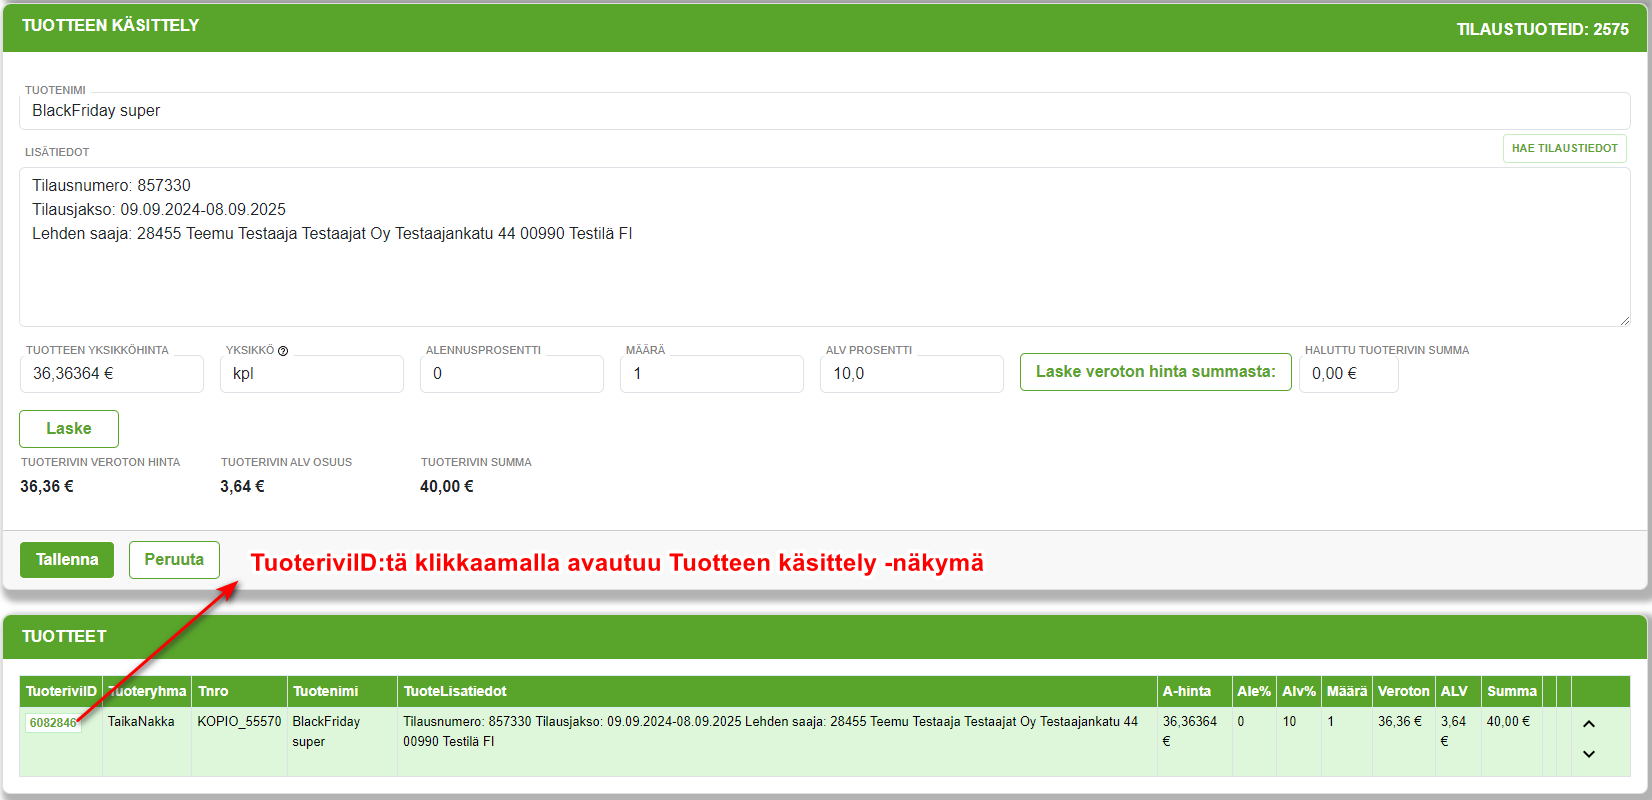 TUOTTEEN KÄSITTELY
TILAUSTUOTEID: 2575
TUOTENIMI
BlackFriday super
LISÄTIEDOT
HAE TILAUSTIEDOT
Tilausnumero: 857330
Tilausjakso: 09.09.2024-08.09.2025
Lehden saaja: 28455 Teemu Testaaja Testaajat Oy Testaajankatu 44 00990 Testilä FI
TUOTTEEN YKSIKKÖHINTA YKSIKKÖ ALENNUSPROSENTTI MÄÄRÄ ALV PROSENTTI HALUTTU TUOTERIVIN SUMMA
36,36364 € kpl 0 1 10,0 Laske veroton hinta summasta: 0,00 €
Laske
TUOTERIVIN VEROTON HINTA TUOTERIVIN ALV OSUUS TUOTERIVIN SUMMA
36,36 € 3,64 € 40,00 €
Tallenna Peruuta TuoteriviID:tä klikkaamalla avautuu Tuotteen käsittely -näkymä
TUOTTEET
TuoteriviID Tuoteryhma Tnro Tuotenimi TuoteLisatiedot A-hinta Ale% Alv% Määrä Veroton ALV Summa
6082846 TaikaNakka KOPIO_55570 BlackFriday Tilausnumero: 857330 Tilausjakso: 09.09.2024-08.09.2025 Lehden saaja: 28455 Teemu Testaaja Testaajat Oy Testaajankatu 44 36,36364 0 10 1 36,36 € 3,64 40,00 €
super 00990 Testilä FI € €